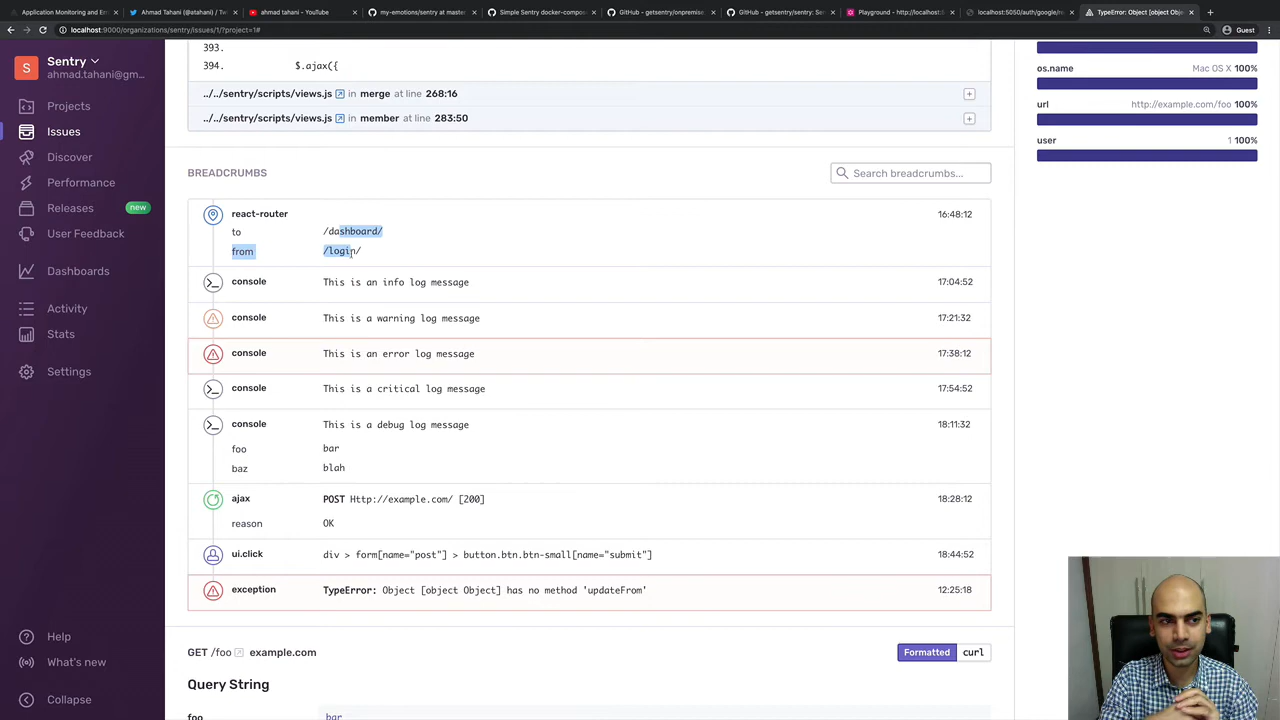 Application Monitoring and Erro
Ahmad Tahani (@atahani) / Tw
ahmad tahani - YouTube
my-emotions/sentry at master
Simple Sentry docker-compo
GitHub - getsentry/responses
GitHub - getsentry/onpremise
Playground - http://localhost:
localhost:5050/auth/google/re
TypeError: Object [object Obje
localhost:9000/organizations/sentry/issues/1/?project=1#
Guest
S
Sentry
ahmad.tahani@gm...
Projects
Issues
Discover
Performance
Releases
new
User Feedback
Dashboards
Activity
Stats
Settings
Help
What's new
Collapse
393.
394. $.ajax({
../../sentry/scripts/views.js in merge at line 268:16
../../sentry/scripts/views.js in member at line 283:50
BREADCRUMBS
Search breadcrumbs...
react-router 16:48:12
to /dashboard/
from /login/
console This is an info log message 17:04:52
console This is a warning log message 17:21:32
console This is an error log message 17:38:12
console This is a critical log message 17:54:52
console This is a debug log message 18:11:32
foo bar
baz blah
ajax POST Http://example.com/ [200] 18:28:12
reason OK
ui.click div > form[name="post"] > button.btn.btn-small[name="submit"] 18:44:52
exception TypeError: Object [object Object] has no method 'updateFrom' 12:25:18
GET /foo example.com
Formatted curl
Query String
foo bar
os.name Mac OS X 100%
url http://example.com/foo 100%
user 1 100%